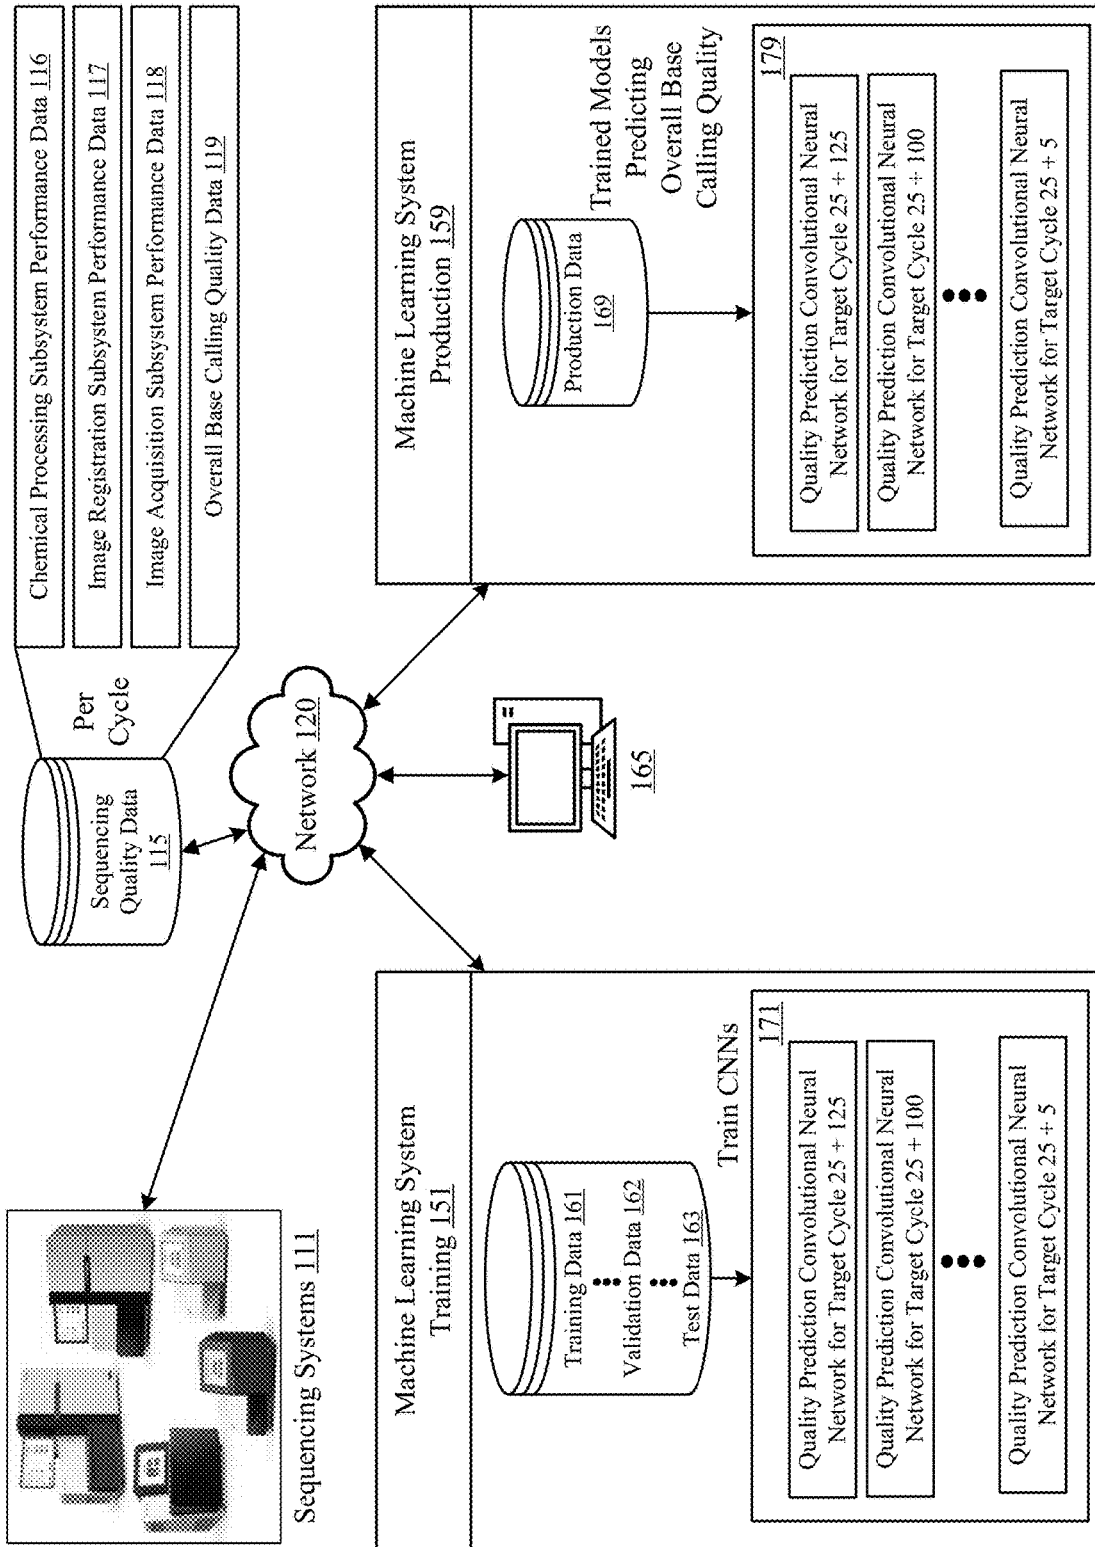 Sequencing
Quality Data
115
Per
Cycle
Chemical Processing Subsystem Performance Data 116
Image Registration Subsystem Performance Data 117
Image Acquisition Subsystem Performance Data 118
Overall Base Calling Quality Data 119
Sequencing Systems 111
Network 120
165
Machine Learning System
Training 151
Training Data 161
Validation Data 162
Test Data 163
Train CNNs
171
Quality Prediction Convolutional Neural
Network for Target Cycle 25 + 125
Quality Prediction Convolutional Neural
Network for Target Cycle 25 + 100
Quality Prediction Convolutional Neural
Network for Target Cycle 25 + 5
Machine Learning System
Production 159
Production Data
169
Trained Models
Predicting
Overall Base
Calling Quality
179
Quality Prediction Convolutional Neural
Network for Target Cycle 25 + 125
Quality Prediction Convolutional Neural
Network for Target Cycle 25 + 100
Quality Prediction Convolutional Neural
Network for Target Cycle 25 + 5